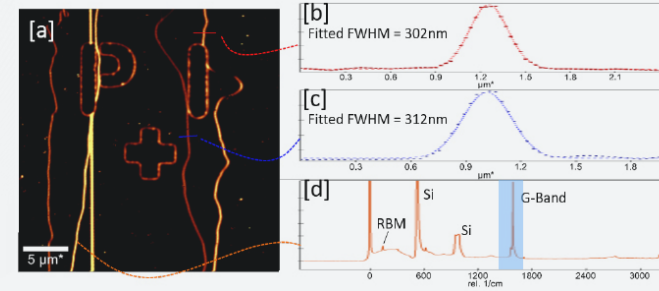 [a]
5 µm*
[b]
Fitted FWHM = 302nm
0.3 0.6 0.9 1.2 1.5 1.8 2.1
µm*
[c]
Fitted FWHM = 312nm
0.3 0.6 0.9 1.2 1.5 1.8
µm*
[d]
Si
G-Band
RBM
Si
0 600 1200 1800 2400 3000
rel. 1/cm